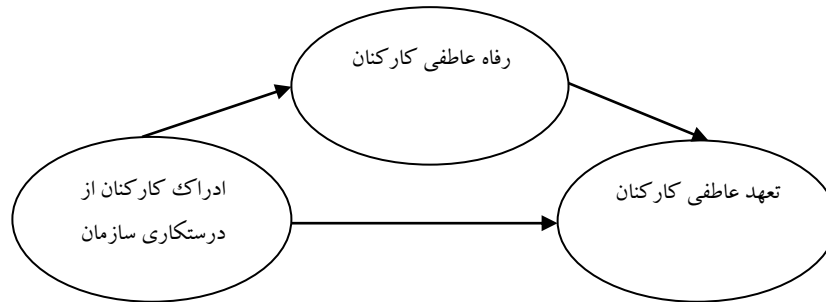 رفاه عاطفی کارکنان
ادراک کارکنان از
درستکاری سازمان
تعهد عاطفی کارکنان